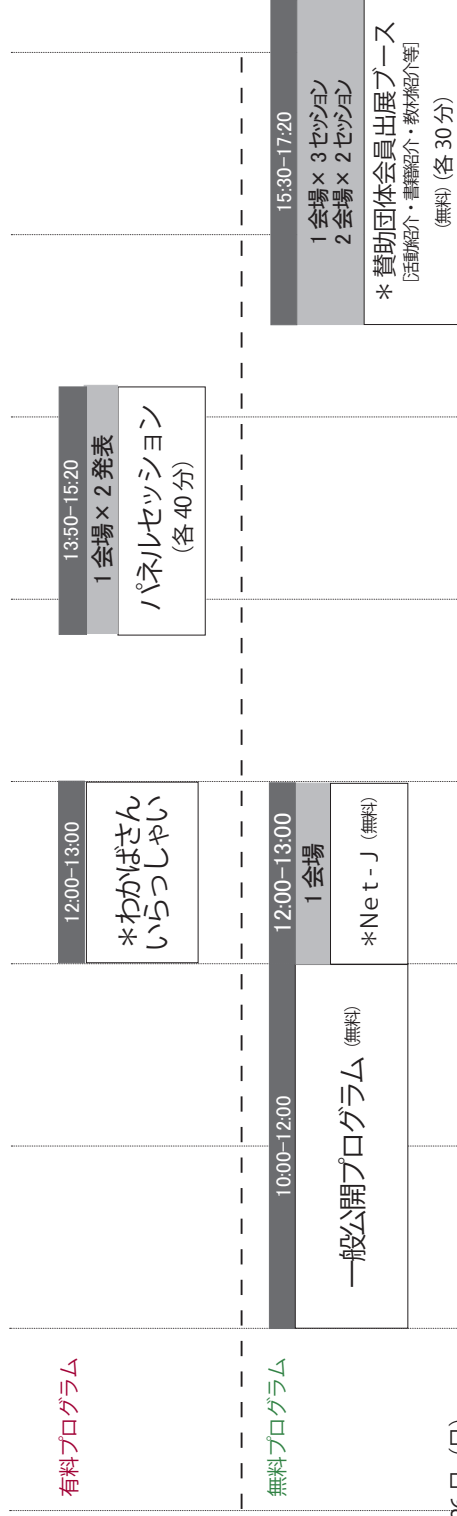 有料プログラム
12:00-13:00
*わかばさん
いらっしゃい
13:50-15:20
1会場×2発表
パネルセッション
(各40分)
無料プログラム
10:00-12:00
一般公開プログラム(無料)
12:00-13:00
1会場
*Net-J(無料)
15:30-17:20
1会場×3セッション
2会場×2セッション
*賛助団体会員出展ブース
[活動紹介・書籍紹介・教材紹介等]
(無料)(各30分)